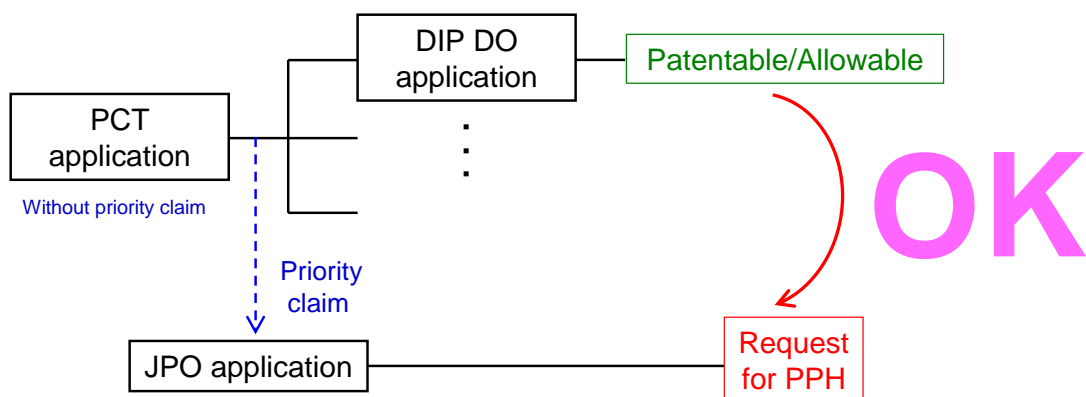 DIP DO
application
Patentable/Allowable
PCT
application
Without priority claim
OK
Priority
claim
JPO application
Request
for PPH